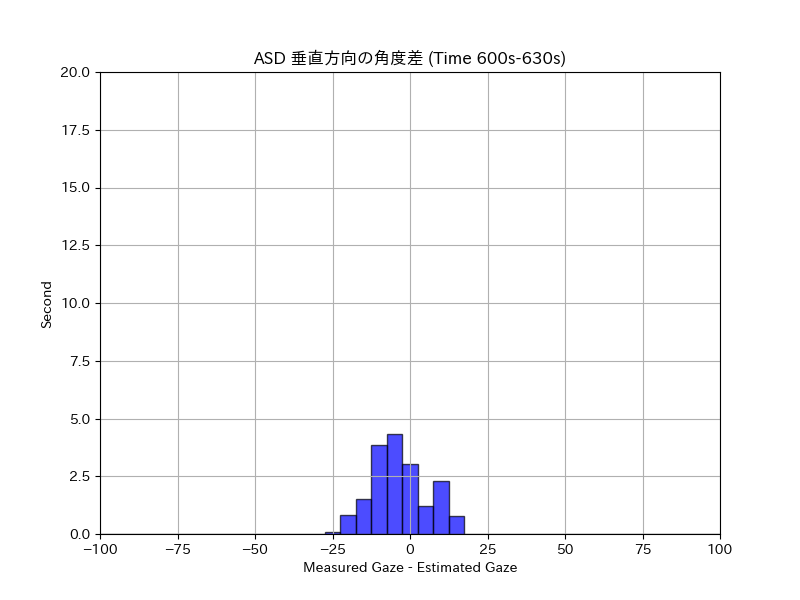 ASD 垂直方向の角度差 (Time 600s-630s)
20.0
17.5
15.0
12.5
10.0
7.5
5.0
2.5
0.0
Second
−100 −75 −50 −25 0 25 50 75 100
Measured Gaze - Estimated Gaze